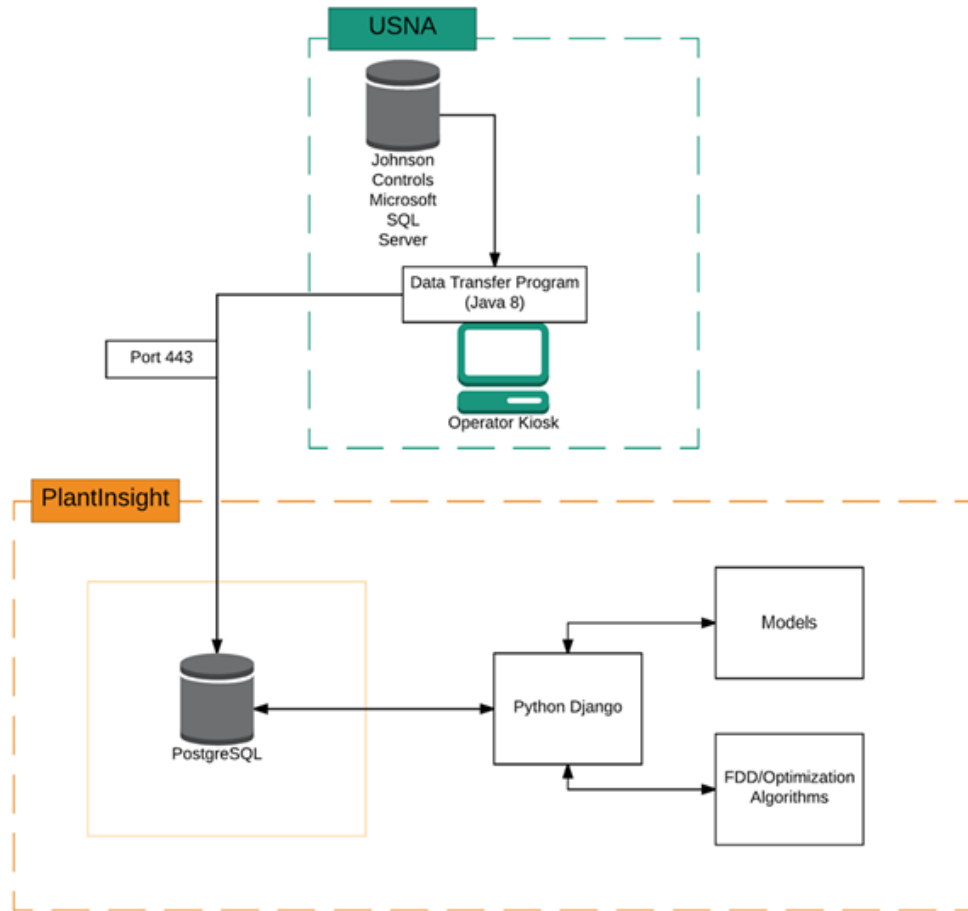 USNA
Johnson
Controls
Microsoft
SQL
Server
Data Transfer Program
(Java 8)
Port 443
Operator Kiosk
PlantInsight
Models
Python Django
PostgreSQL
FDD/Optimization
Algorithms